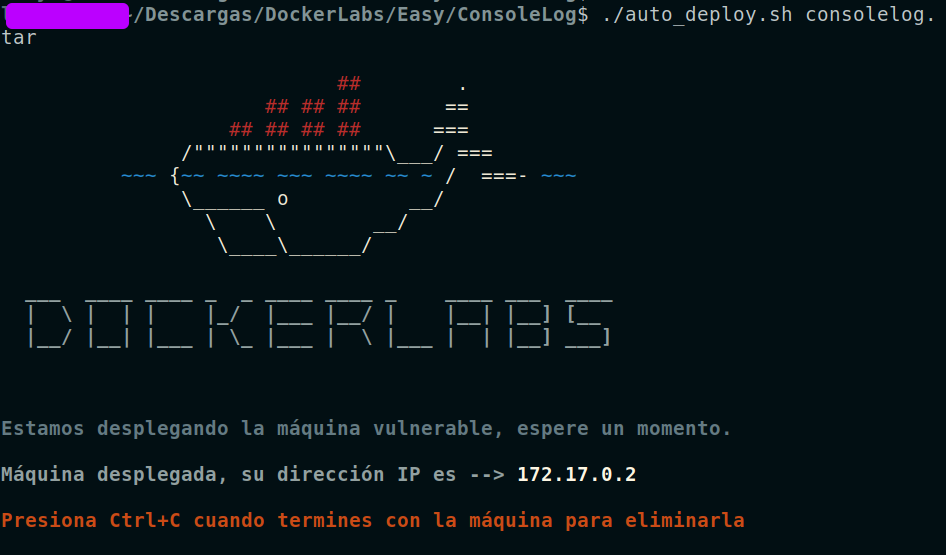 ~/Descargas/DockerLabs/Easy/ConsoleLog$ ./auto_deploy.sh consolelog.
tar
                            ##        .
                      ## ## ##       ==
                   ## ## ## ##      ===
               /""""""""""""""""\___/ ===
          ~~~ {~~ ~~~~ ~~~ ~~~~ ~~ ~ /  ===- ~~~
               \______ o          __/
                 \    \        __/
                  \____\______/
DOCKERLABS
Estamos desplegando la máquina vulnerable, espere un momento.
Máquina desplegada, su dirección IP es --> 172.17.0.2
Presiona Ctrl+C cuando termines con la máquina para eliminarla